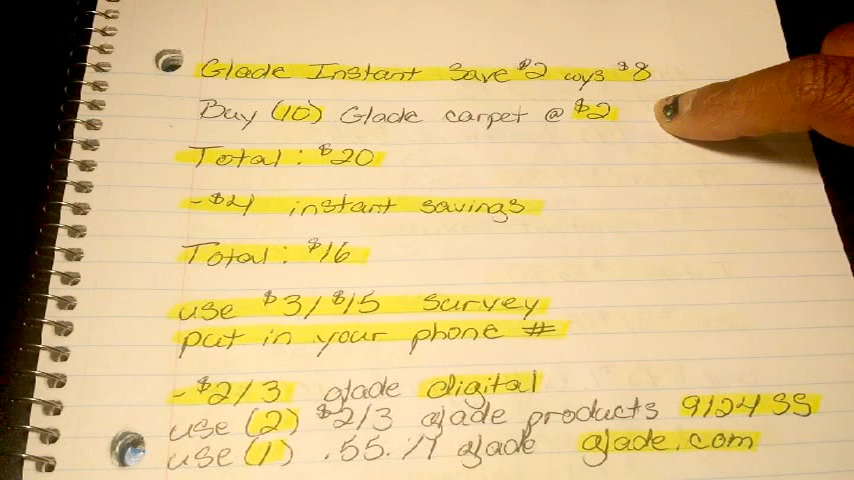 Glade Instant Save $2 wys $8
Buy (10) Glade carpet @ $2
Total: $20
-$4 instant savings
Total: $16
use $3/$15 survey
put in your phone #
-$2/3 glade digital
use (2) $2/3 glade products 9/24 SS
use (1) .55./1 glade glade.com